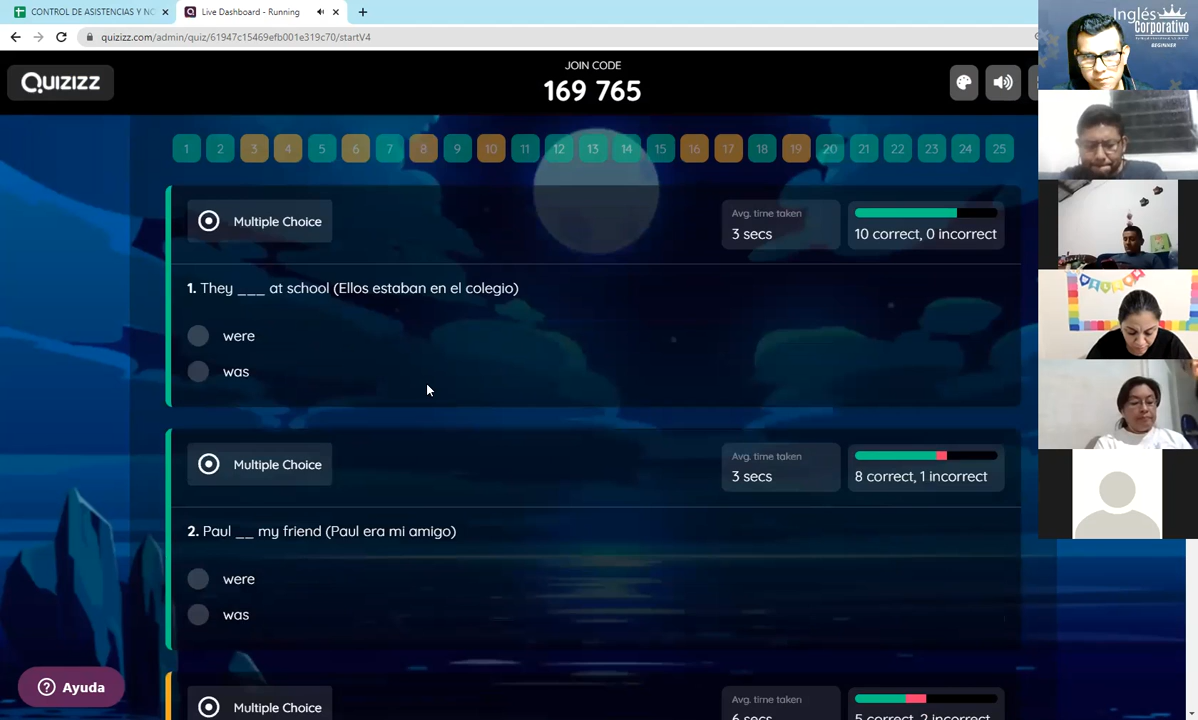 CONTROL DE ASISTENCIAS Y NO
Live Dashboard - Running
quizizz.com/admin/quiz/61947c15469efb001e319c70/startV4
QUIZIZZ
JOIN CODE
169 765
Inglés
Corporativo
BEGINNER
1 2 3 4 5 6 7 8 9 10 11 12 13 14 15 16 17 18 19 20 21 22 23 24 25
Multiple Choice
Avg. time taken
3 secs
10 correct, 0 incorrect
1. They ___ at school (Ellos estaban en el colegio)
were
was
Multiple Choice
Avg. time taken
3 secs
8 correct, 1 incorrect
2. Paul __ my friend (Paul era mi amigo)
were
was
Ayuda
Multiple Choice
Avg. time taken
6 secs
5 correct, 2 incorrect